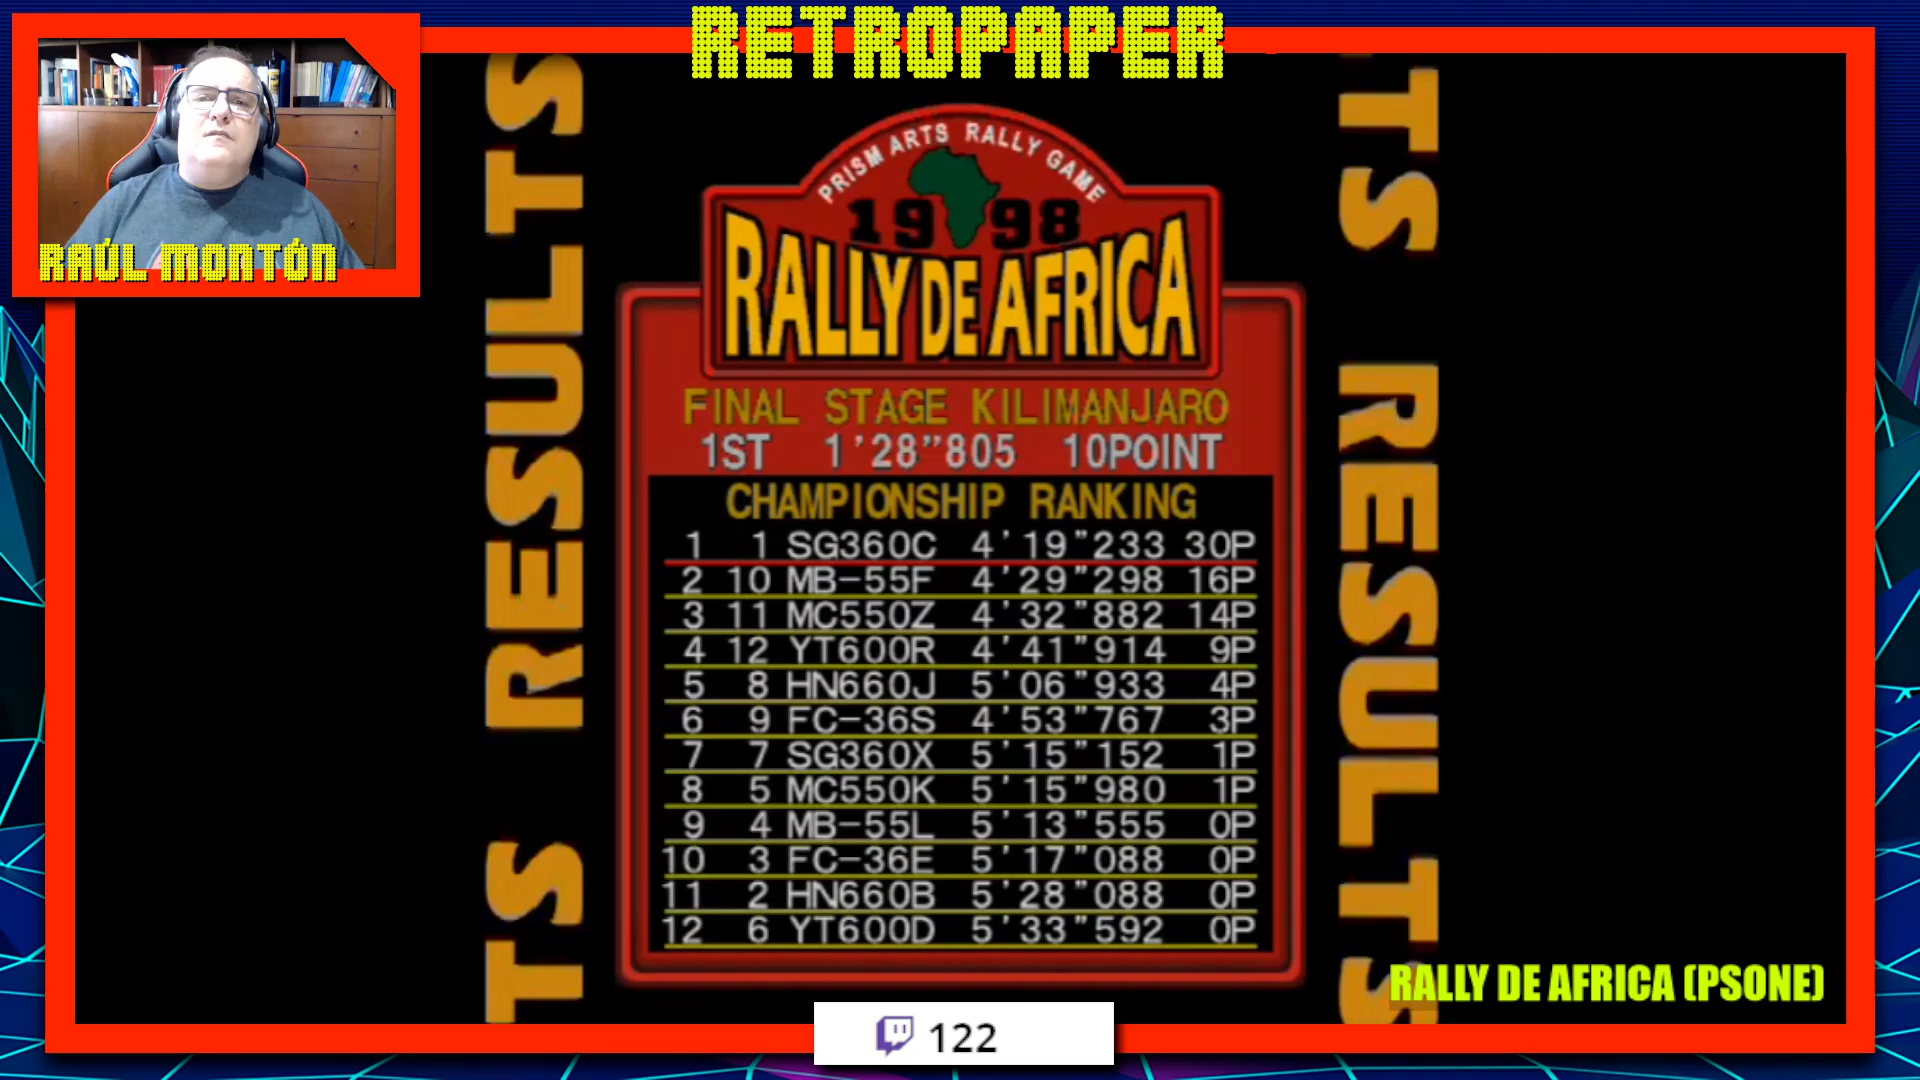 RETROPAPER
RAÚL MONTÓN
RESULTS
TS
TS
RESULTS
PRISM ARTS RALLY GAME
1998
RALLY DE AFRICA
FINAL STAGE KILIMANJARO
1ST 1'28"805 10POINT
CHAMPIONSHIP RANKING
1 1 SG360C 4'19"233 30P
2 10 MB-55F 4'29"298 16P
3 11 MC550Z 4'32"882 14P
4 12 YT600R 4'41"914 9P
5 8 HN660J 5'06"933 4P
6 9 FC-36S 4'53"767 3P
7 7 SG360X 5'15"152 1P
8 5 MC550K 5'15"980 1P
9 4 MB-55L 5'13"555 0P
10 3 FC-36E 5'17"088 0P
11 2 HN660B 5'28"088 0P
12 6 YT600D 5'33"592 0P
RALLY DE AFRICA (PSONE)
122